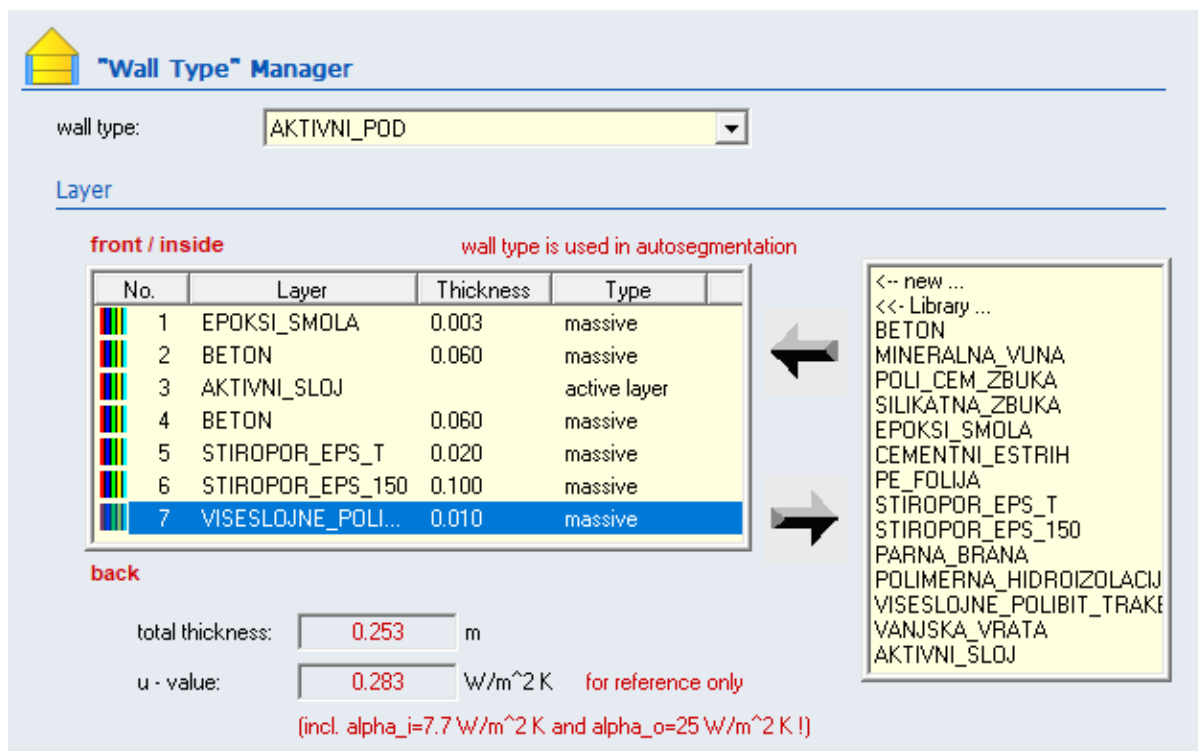 "Wall Type" Manager
wall type: AKTIVNI_POD
Layer
front / inside wall type is used in autosegmentation
No. Layer Thickness Type
1 EPOKSI_SMOLA 0.003 massive
2 BETON 0.060 massive
3 AKTIVNI_SLOJ active layer
4 BETON 0.060 massive
5 STIROPOR_EPS_T 0.020 massive
6 STIROPOR_EPS_150 0.100 massive
7 VISESLOJNE_POLI... 0.010 massive
<-- new ...
<<- Library ...
BETON
MINERALNA_VUNA
POLI_CEM_ZBUKA
SILIKATNA_ZBUKA
EPOKSI_SMOLA
CEMENTNI_ESTRIH
PE_FOLIJA
STIROPOR_EPS_T
STIROPOR_EPS_150
PARNA_BRANA
POLIMERNA_HIDROIZOLACIJ
VISESLOJNE_POLIBIT_TRAKE
VANJSKA_VRATA
AKTIVNI_SLOJ
back
total thickness: 0.253 m
u - value: 0.283 W/m^2 K for reference only
(incl. alpha_i=7.7 W/m^2 K and alpha_o=25 W/m^2 K !)